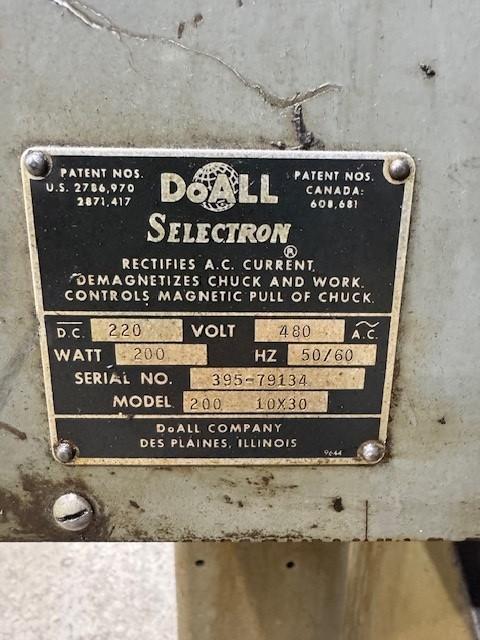 PATENT NOS.
U.S. 2786,970
2871,417
DoALL
PATENT NOS.
CANADA:
608,681
SELECTRON®
RECTIFIES A.C. CURRENT.
DEMAGNETIZES CHUCK AND WORK.
CONTROLS MAGNETIC PULL OF CHUCK.
D.C. 220 VOLT 480 A.C.
WATT 200 HZ 50/60
SERIAL NO. 395-79134
MODEL 200 10X30
DoALL COMPANY
DES PLAINES, ILLINOIS
9644